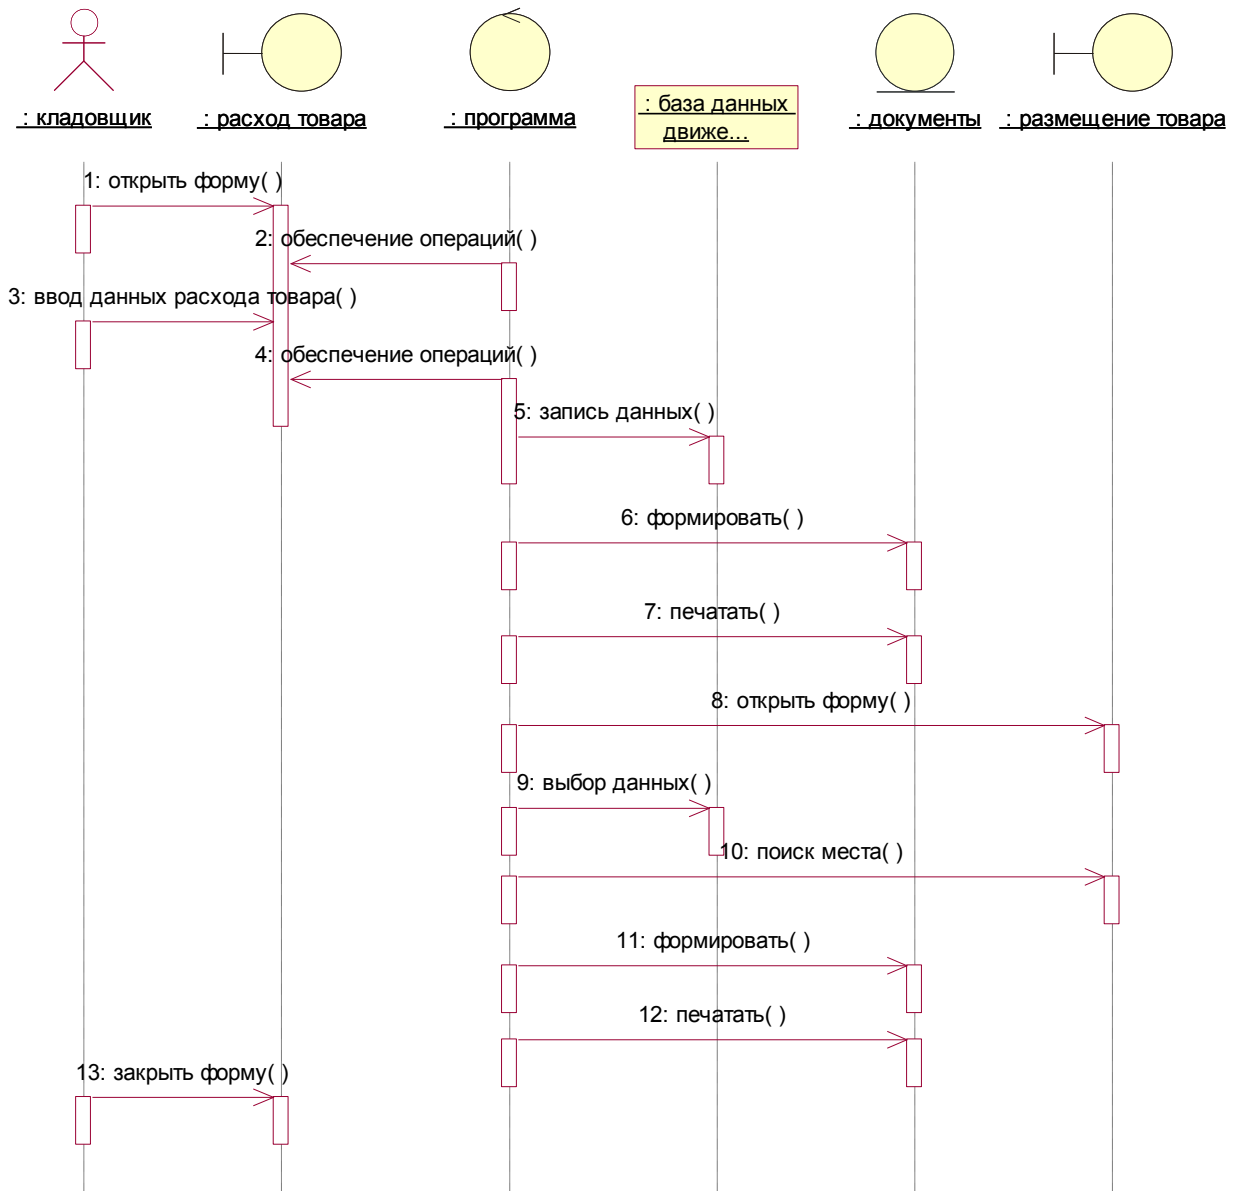 : кладовщик
: расход товара
: программа
: база данных
движе...
: документы
: размещение товара
1: открыть форму( )
2: обеспечение операций( )
3: ввод данных расхода товара( )
4: обеспечение операций( )
5: запись данных( )
6: формировать( )
7: печатать( )
8: открыть форму( )
9: выбор данных( )
10: поиск места( )
11: формировать( )
12: печатать( )
13: закрыть форму( )